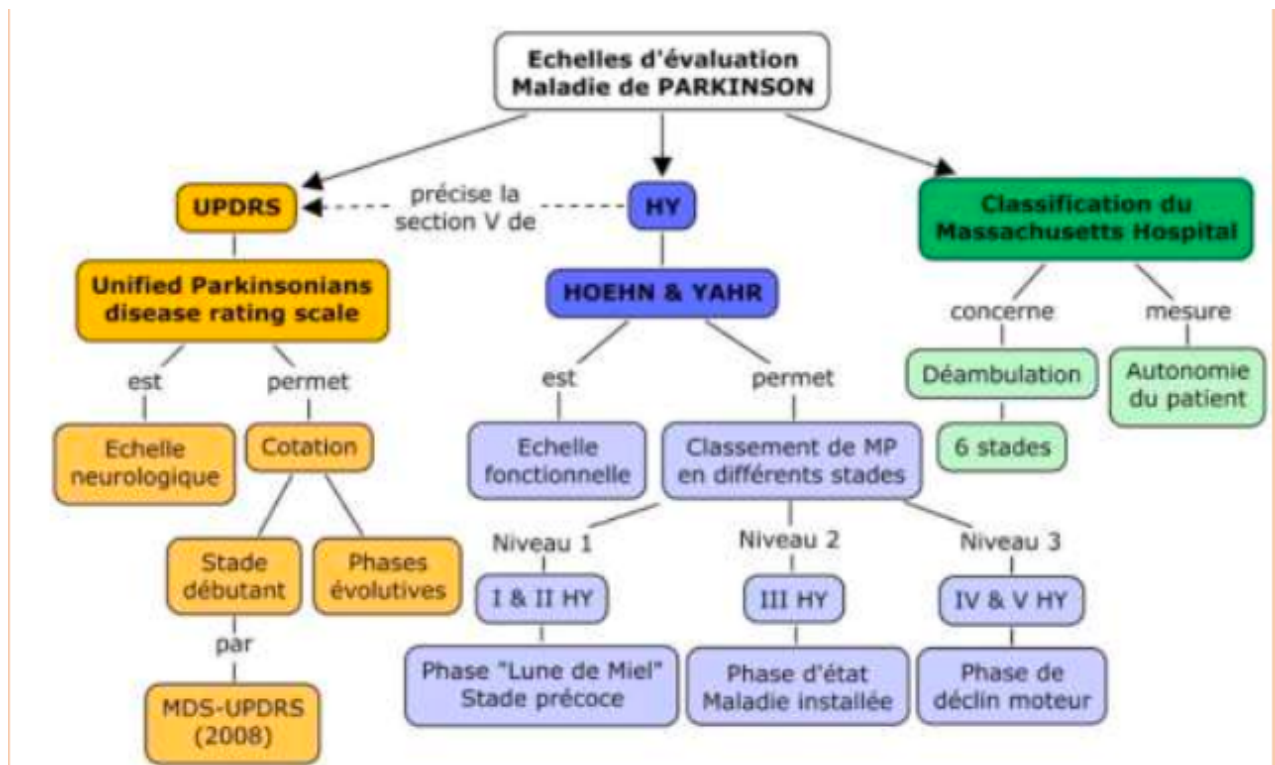 Echelles d'évaluation
Maladie de PARKINSON
UPDRS
précise la
section V de
HY
Classification du
Massachusetts Hospital
Unified Parkinsonians
disease rating scale
HOEHN & YAHR
concerne
mesure
est
permet
est
permet
Déambulation
Autonomie
du patient
Echelle
neurologique
Cotation
Echelle
fonctionnelle
Classement de MP
en différents stades
6 stades
Stade
débutant
Phases
évolutives
Niveau 1
Niveau 2
Niveau 3
I & II HY
III HY
IV & V HY
par
Phase "Lune de Miel"
Stade précoce
Phase d'état
Maladie installée
Phase de
déclin moteur
MDS-UPDRS
(2008)